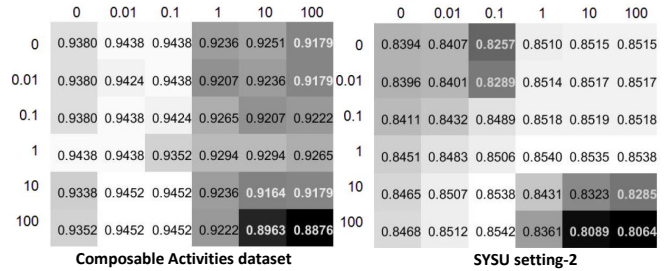 0 0.01 0.1 1 10 100 0 0.01 0.1 1 10 100
0 0.9380 0.9438 0.9438 0.9236 0.9251 0.9179 0 0.8394 0.8407 0.8257 0.8510 0.8515 0.8515
0.01 0.9380 0.9424 0.9438 0.9207 0.9236 0.9179 0.01 0.8396 0.8401 0.8289 0.8514 0.8517 0.8517
0.1 0.9380 0.9438 0.9424 0.9265 0.9207 0.9222 0.1 0.8411 0.8432 0.8489 0.8518 0.8519 0.8518
1 0.9438 0.9438 0.9352 0.9294 0.9294 0.9265 1 0.8451 0.8483 0.8506 0.8540 0.8535 0.8538
10 0.9338 0.9452 0.9452 0.9236 0.9164 0.9179 10 0.8465 0.8507 0.8538 0.8431 0.8323 0.8285
100 0.9352 0.9452 0.9452 0.9222 0.8963 0.8876 100 0.8468 0.8512 0.8542 0.8361 0.8089 0.8064
Composable Activities dataset SYSU setting-2